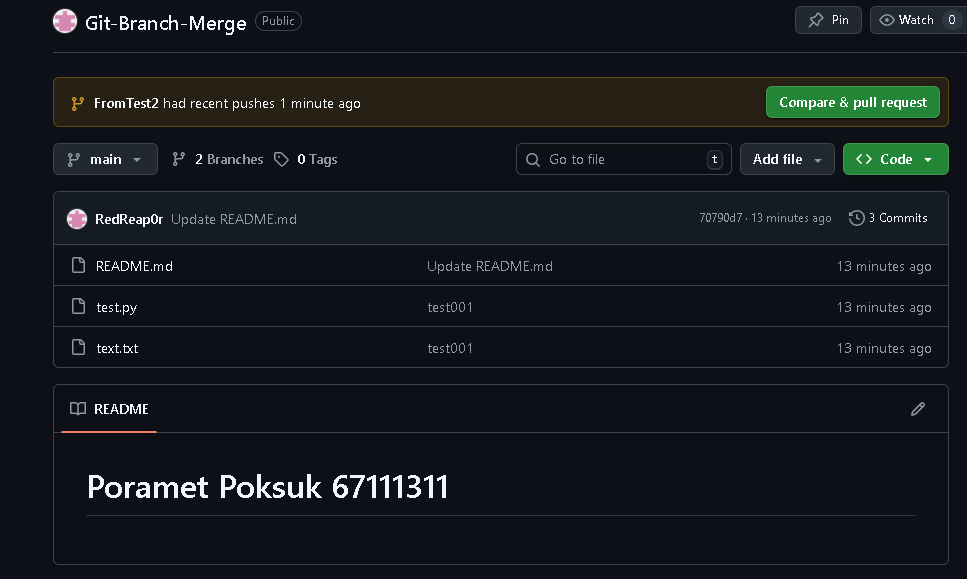 Git-Branch-Merge Public Pin Watch 0
FromTest2 had recent pushes 1 minute ago Compare & pull request
main 2 Branches 0 Tags Go to file t Add file <> Code
RedReap0r Update README.md 70790d7 · 13 minutes ago 3 Commits
README.md Update README.md 13 minutes ago
test.py test001 13 minutes ago
text.txt test001 13 minutes ago
README
Poramet Poksuk 67111311